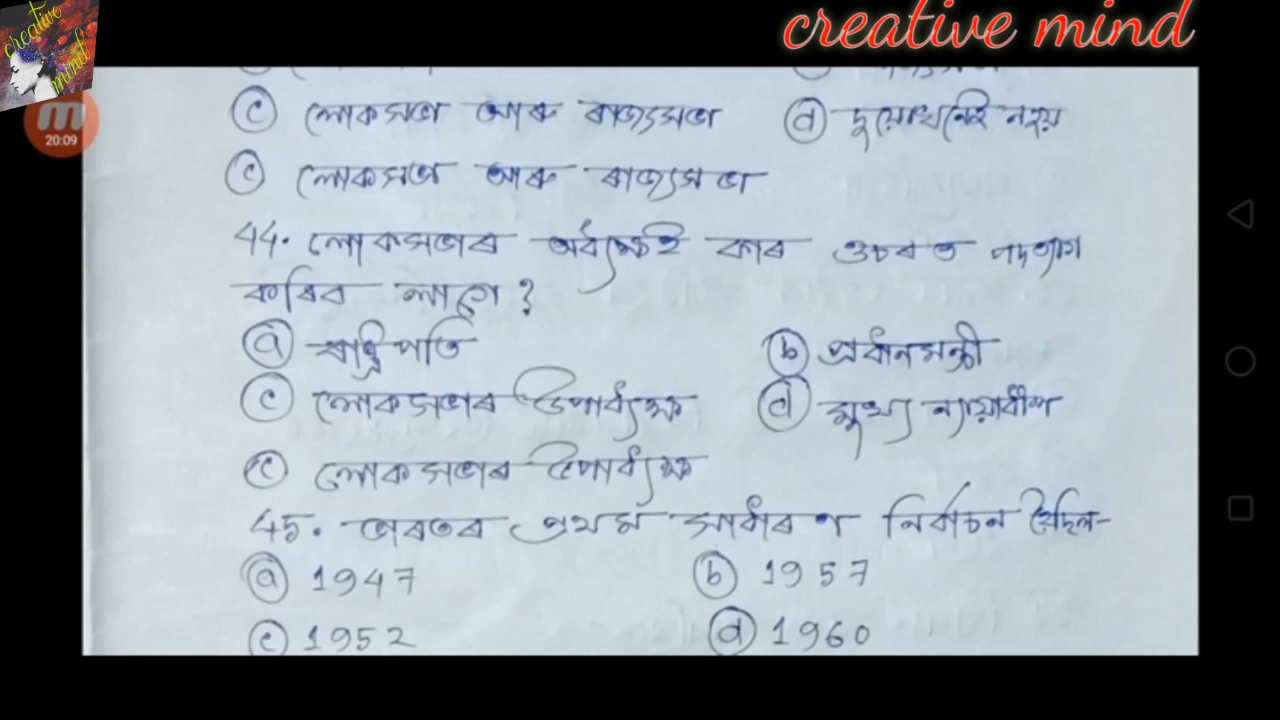 creative mind
creative
mind
20:09
ⓒ লোকসভা আৰু ৰাজ্যসভা ⓓ দুয়োখনেই নহয়
ⓒ লোকসভা আৰু ৰাজ্যসভা
44. লোকসভাৰ অধ্যক্ষই কাৰ ওচৰত পদত্যাগ
কৰিব লাগে?
ⓐ ৰাষ্ট্ৰপতি ⓑ প্ৰধানমন্ত্ৰী
ⓒ লোকসভাৰ উপাধ্যক্ষ ⓓ মুখ্য ন্যায়াধীশ
ⓒ লোকসভাৰ উপাধ্যক্ষ
45. ভাৰতৰ প্ৰথম সাধাৰণ নিৰ্বাচন হৈছিল-
ⓐ 1947 ⓑ 1957
ⓒ 1952 ⓓ 1960